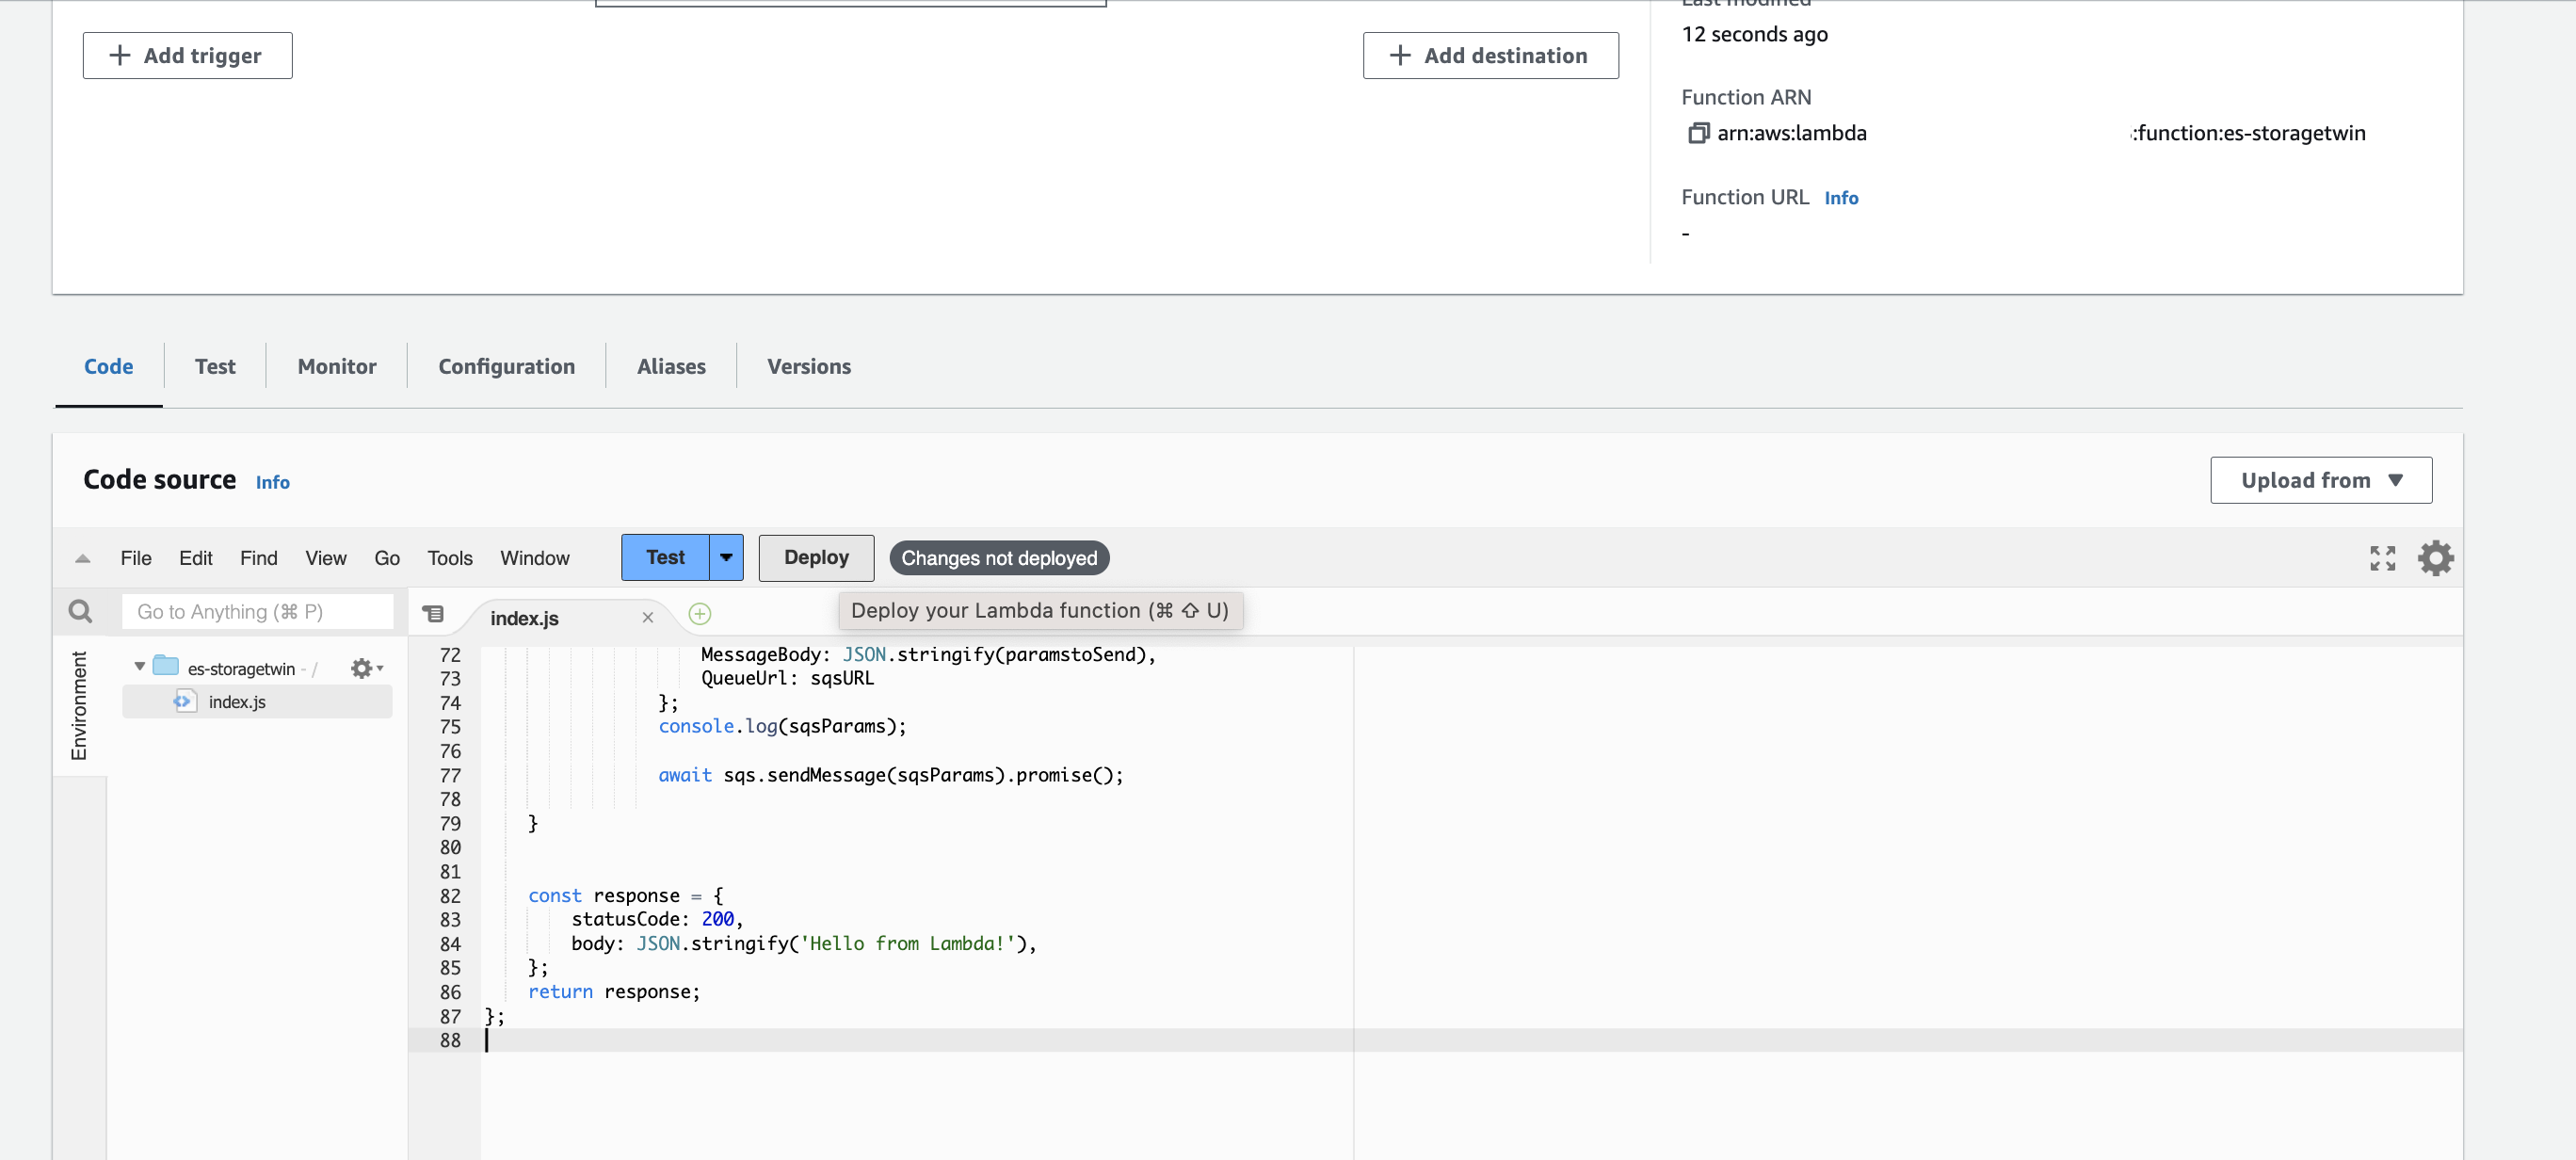 Last modified
12 seconds ago
Add trigger
Add destination
Function ARN
arn:aws:lambda :function:es-storagetwin
Function URL Info
-
Code Test Monitor Configuration Aliases Versions
Code source Info
Upload from
File Edit Find View Go Tools Window Test Deploy Changes not deployed
Go to Anything (⌘ P)
index.js
Deploy your Lambda function (⌘ ⇧ U)
Environment
es-storagetwin - /
index.js
72 MessageBody: JSON.stringify(paramstoSend),
73 QueueUrl: sqsURL
74 };
75 console.log(sqsParams);
76
77 await sqs.sendMessage(sqsParams).promise();
78
79 }
80
81
82 const response = {
83 statusCode: 200,
84 body: JSON.stringify('Hello from Lambda!'),
85 };
86 return response;
87 };
88